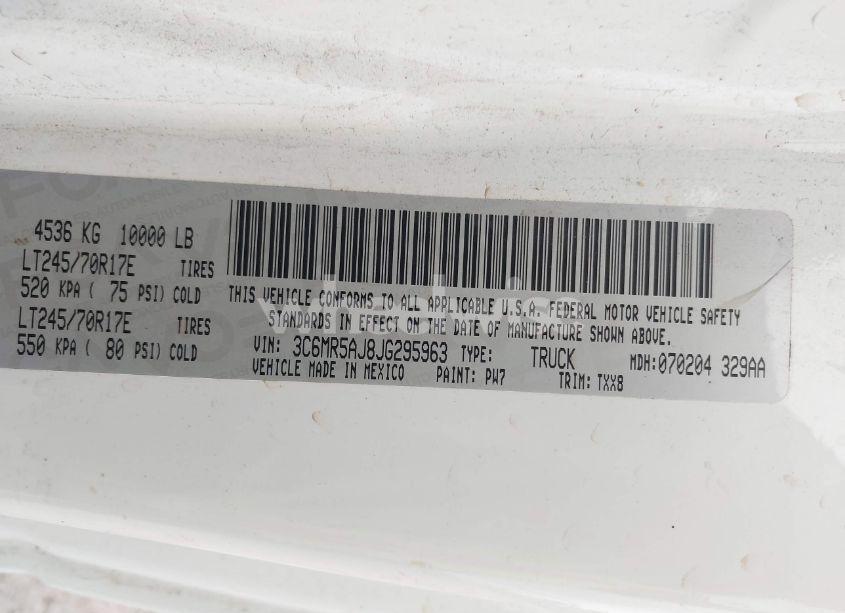 4536 KG 10000 LB
LT245/70R17E TIRES
520 KPA ( 75 PSI) COLD
LT245/70R17E TIRES
550 KPA ( 80 PSI) COLD
THIS VEHICLE CONFORMS TO ALL APPLICABLE U.S.A. FEDERAL MOTOR VEHICLE SAFETY
STANDARDS IN EFFECT ON THE DATE OF MANUFACTURE SHOWN ABOVE.
VIN: 3C6MR5AJ8JG295963 TYPE: TRUCK MDH:070204 329AA
VEHICLE MADE IN MEXICO PAINT: PW7 TRIM: TXX8